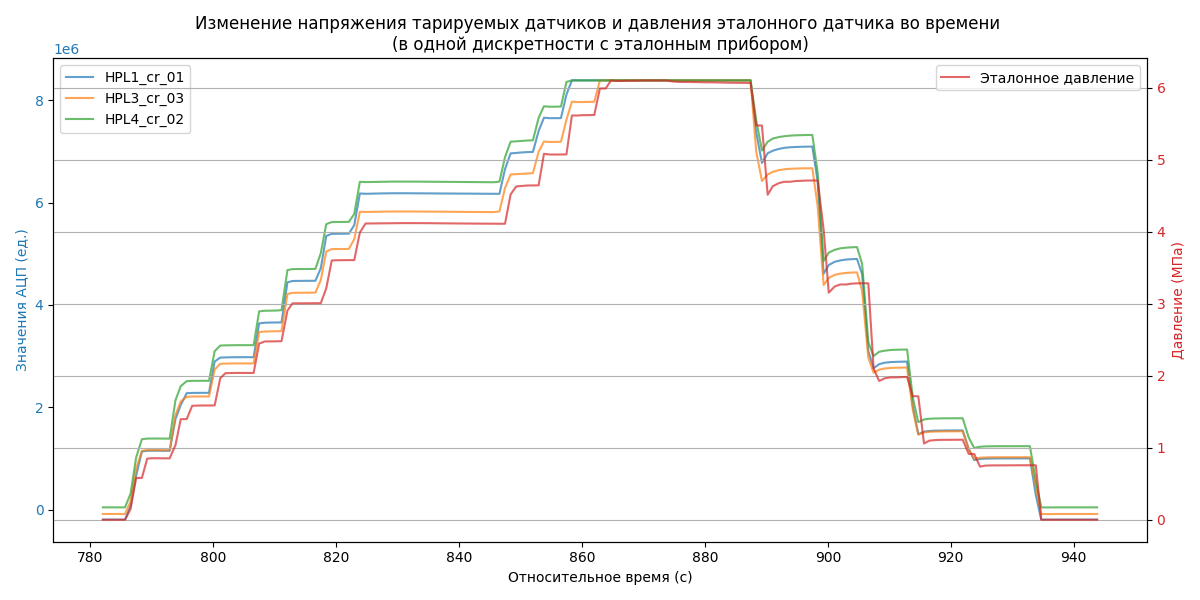 Изменение напряжения тарируемых датчиков и давления эталонного датчика во времени
(в одной дискретности с эталонным прибором)
1e6
HPL1_cr_01
HPL3_cr_03
HPL4_cr_02
Эталонное давление
Значения АЦП (ед.)
8
6
4
2
0
Давление (МПа)
6
5
4
3
2
1
0
780 800 820 840 860 880 900 920 940
Относительное время (с)